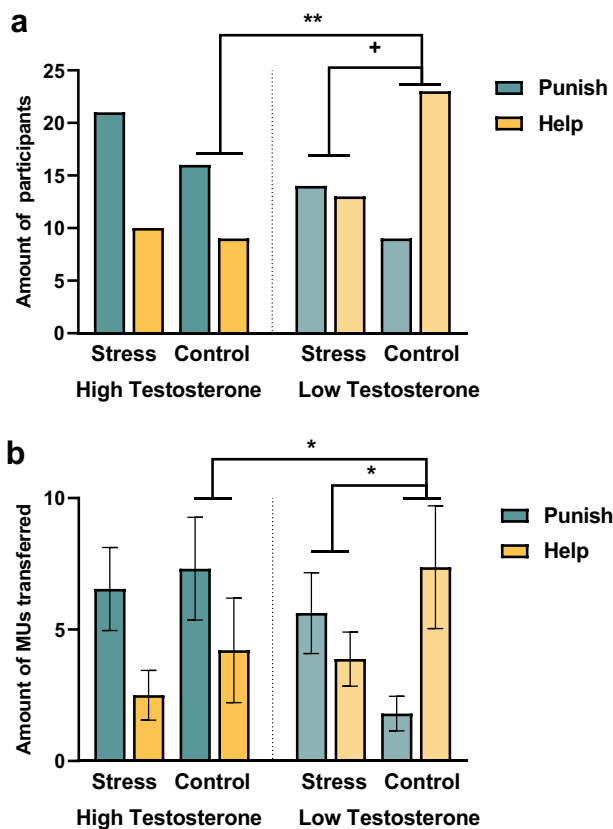 a
**
+
25
20
15
10
5
0
Amount of participants
Punish
Help
Stress Control Stress Control
High Testosterone Low Testosterone
b
*
*
10
5
0
Amount of MUs transferred
Punish
Help
Stress Control Stress Control
High Testosterone Low Testosterone